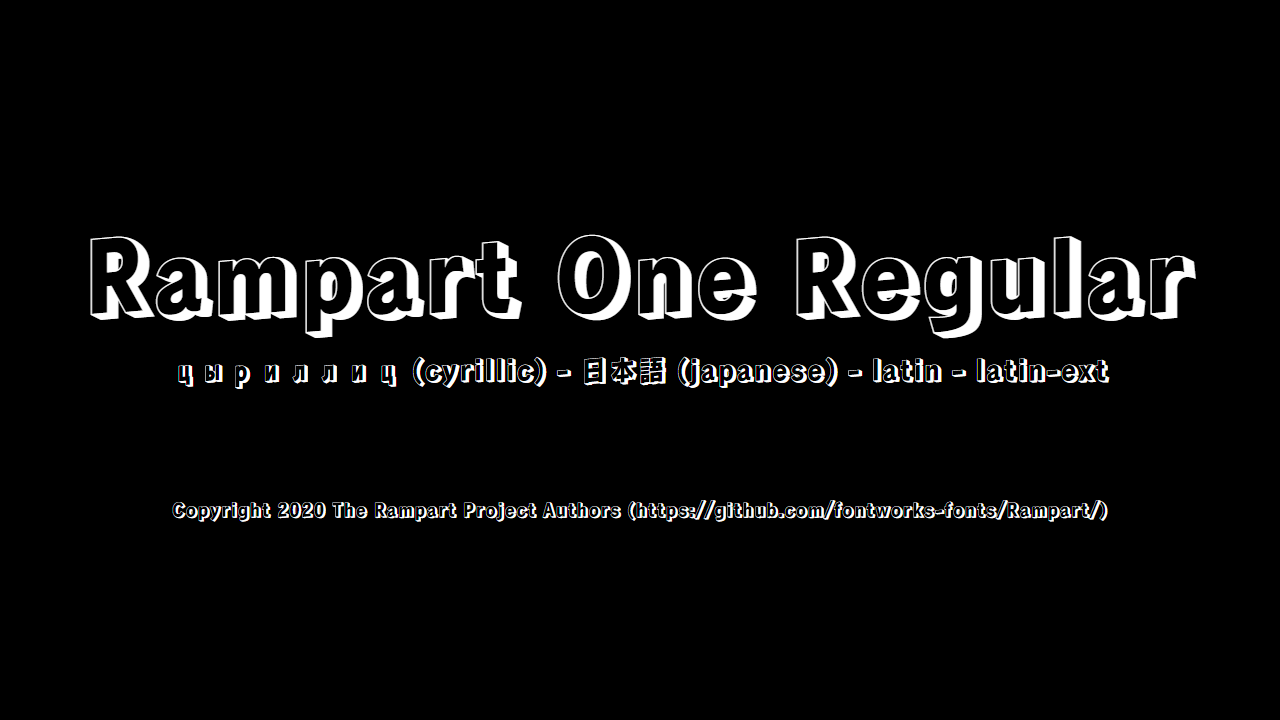 Rampart One Regular
цыриллиц (cyrillic) - 日本語 (japanese) - latin - latin-ext
Copyright 2020 The Rampart Project Authors (https://github.com/fontworks-fonts/Rampart/)